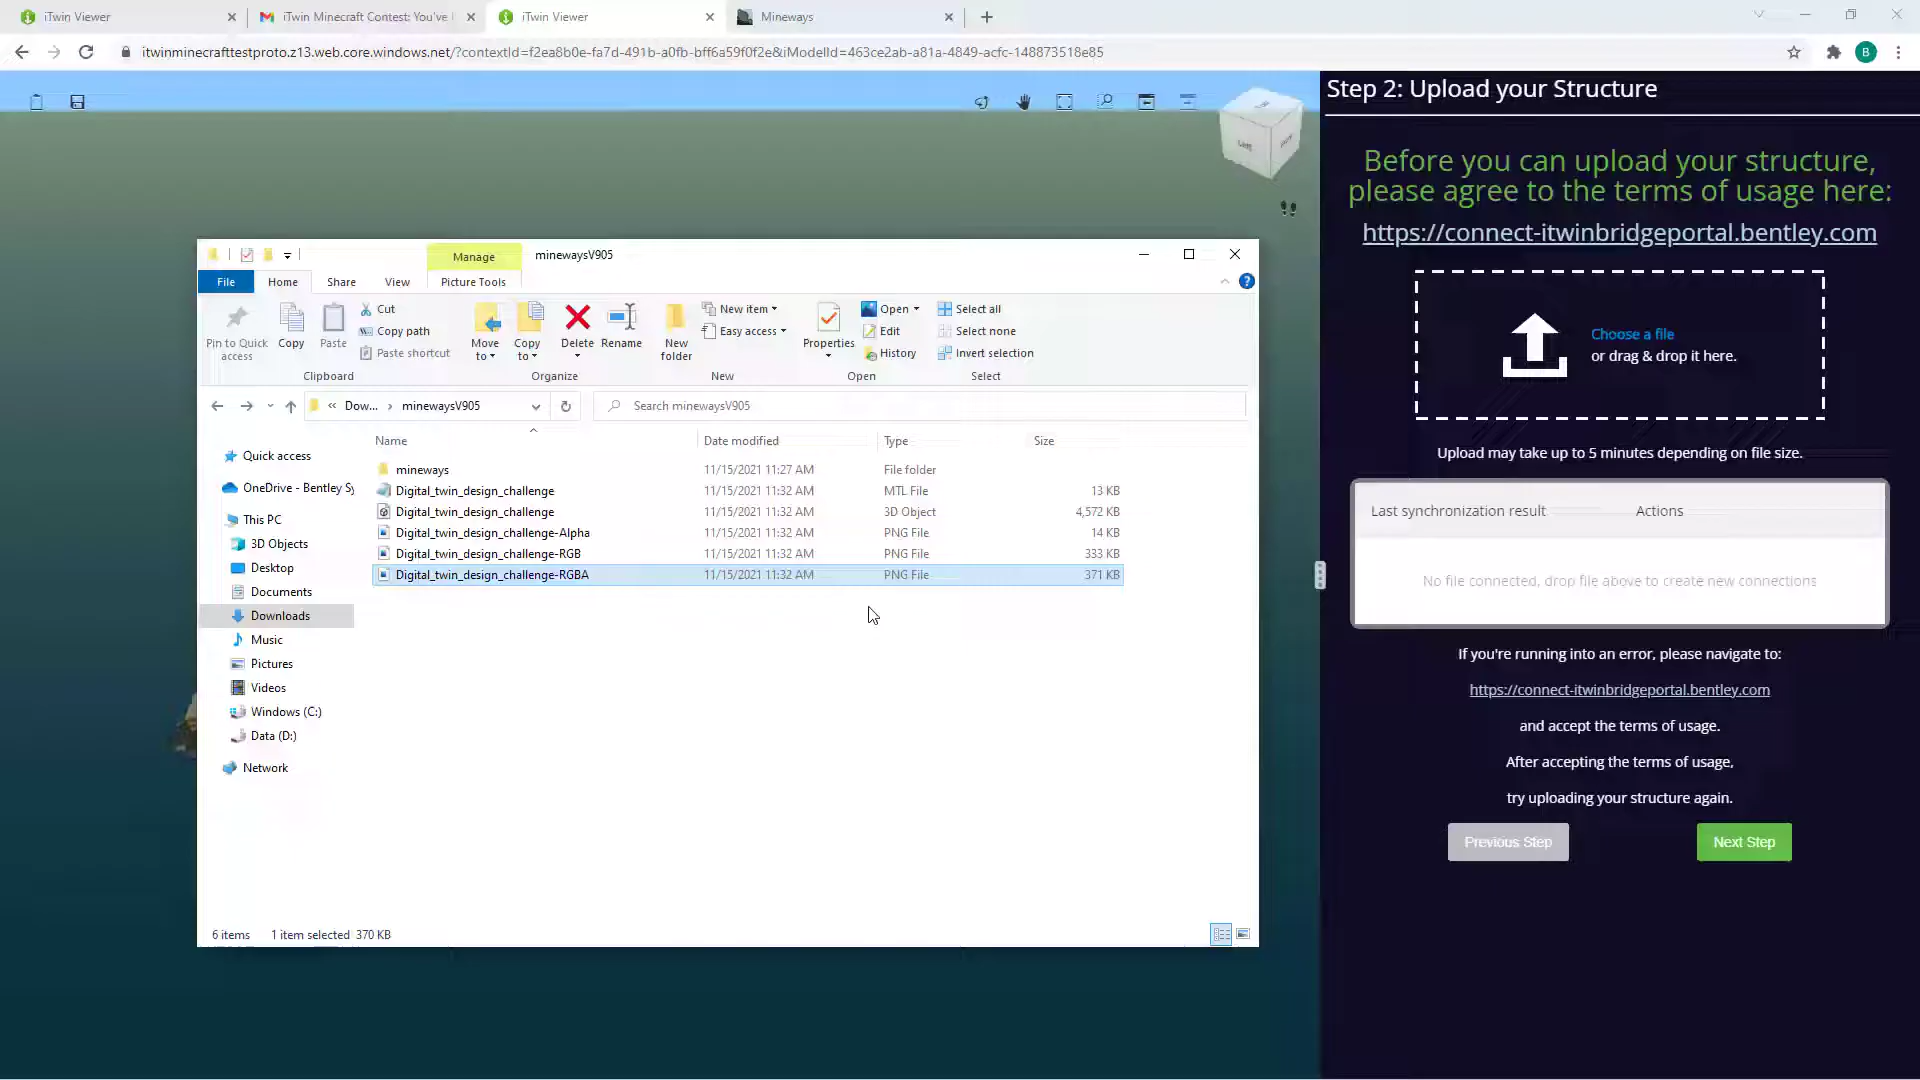 iTwin Viewer
iTwin Minecraft Contest: You've
iTwin Viewer
Mineways
itwinminecrafttestproto.z13.web.core.windows.net/?contextId=f2ea8b0e-fa7d-491b-a0fb-bff6a59f0f2e&iModelId=463ce2ab-a81a-4849-acfc-148873518e85
B
Step 2: Upload your Structure
Before you can upload your structure,
please agree to the terms of usage here:
https://connect-itwinbridgeportal.bentley.com
Choose a file
or drag & drop it here.
Upload may take up to 5 minutes depending on file size.
Last synchronization result Actions
No file connected, drop file above to create new connections
If you're running into an error, please navigate to:
https://connect-itwinbridgeportal.bentley.com
and accept the terms of usage.
After accepting the terms of usage,
try uploading your structure again.
Previous Step Next Step
Manage minewaysV905
File Home Share View Picture Tools
Pin to Quick access
Copy
Paste
Cut
Copy path
Paste shortcut
Clipboard
Move to
Copy to
Delete
Rename
Organize
New folder
New item
Easy access
New
Properties
Open
Edit
History
Open
Select all
Select none
Invert selection
Select
« Dow... › minewaysV905
Search minewaysV905
Name Date modified Type Size
mineways 11/15/2021 11:27 AM File folder
Digital_twin_design_challenge 11/15/2021 11:32 AM MTL File 13 KB
Digital_twin_design_challenge 11/15/2021 11:32 AM 3D Object 4,572 KB
Digital_twin_design_challenge-Alpha 11/15/2021 11:32 AM PNG File 14 KB
Digital_twin_design_challenge-RGB 11/15/2021 11:32 AM PNG File 333 KB
Digital_twin_design_challenge-RGBA 11/15/2021 11:32 AM PNG File 371 KB
Quick access
OneDrive - Bentley Sy
This PC
3D Objects
Desktop
Documents
Downloads
Music
Pictures
Videos
Windows (C:)
Data (D:)
Network
6 items 1 item selected 370 KB